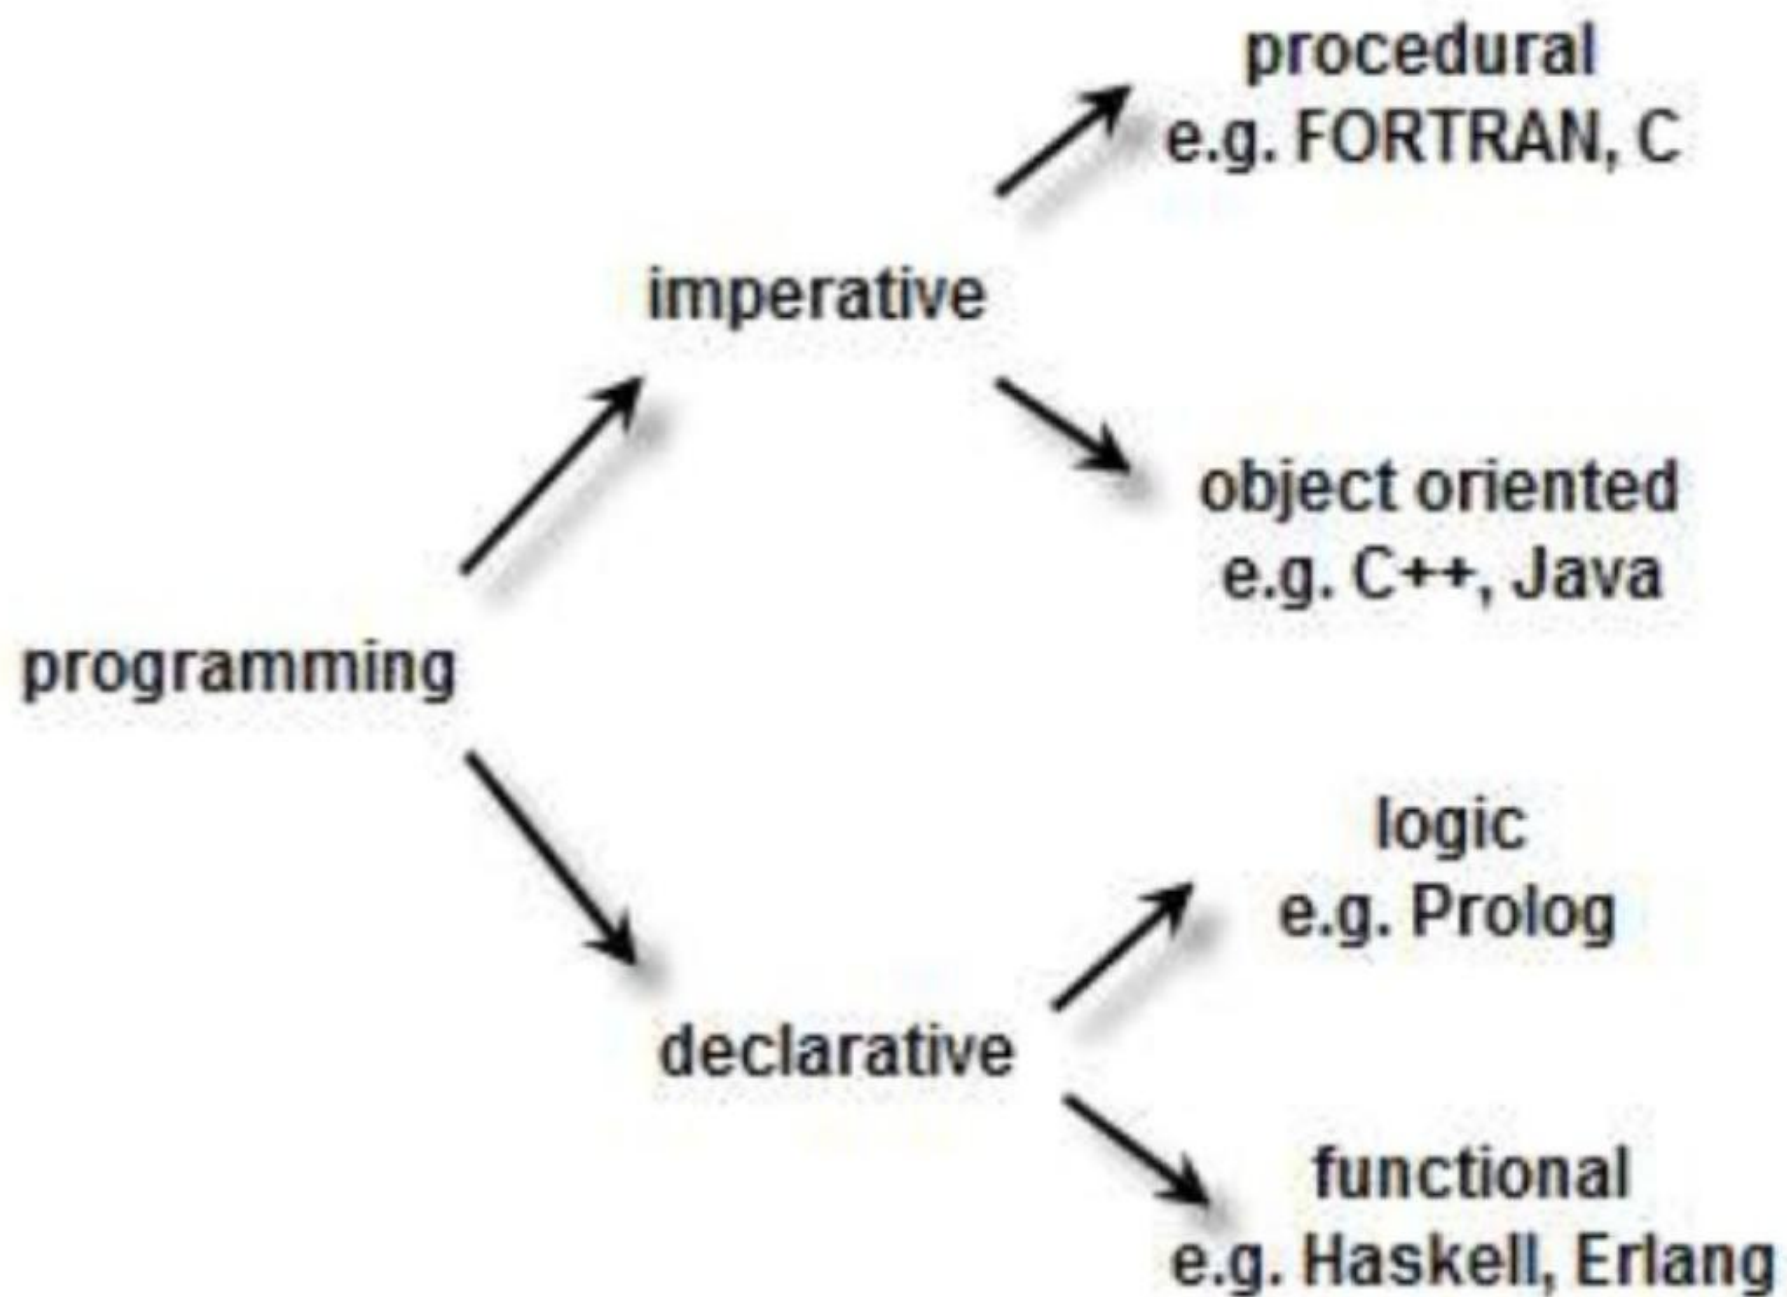 procedural
e.g. FORTRAN, C
imperative
object oriented
e.g. C++, Java
programming
logic
e.g. Prolog
declarative
functional
e.g. Haskell, Erlang